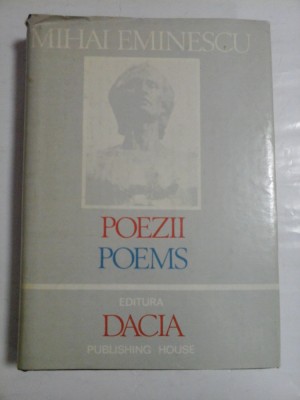 MIHAI EMINESCU
POEZII
POEMS
EDITURA
DACIA
PUBLISHING HOUSE